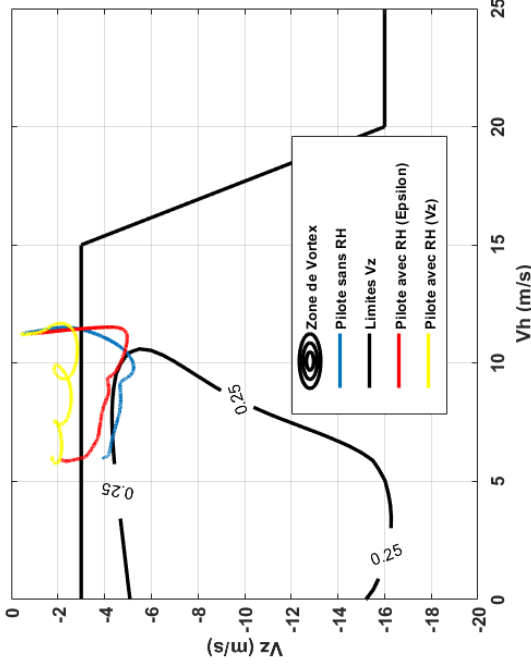 0
-2
-4
-6
-8
-10
-12
-14
-16
-18
-20
Vz (m/s)
0
5
10
15
20
25
Vh (m/s)
0.25
0.25
0.25
Zone de Vortex
Pilote sans RH
Limites Vz
Pilote avec RH (Epsilon)
Pilote avec RH (Vz)